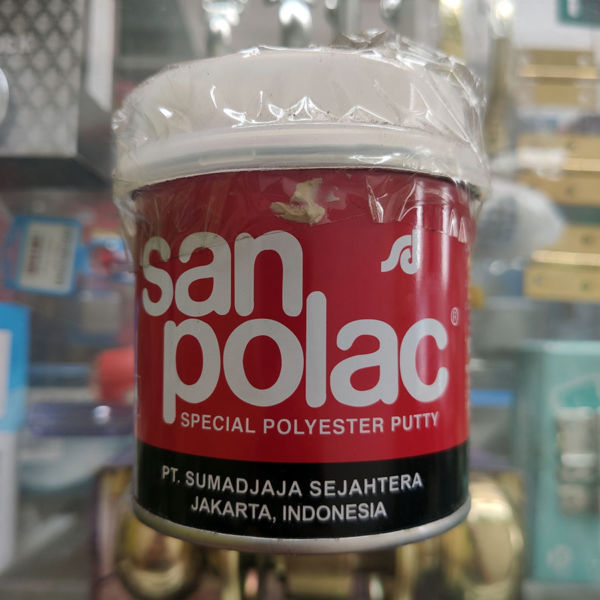 san
polac®
SPECIAL POLYESTER PUTTY
PT. SUMADJAJA SEJAHTERA
JAKARTA, INDONESIA